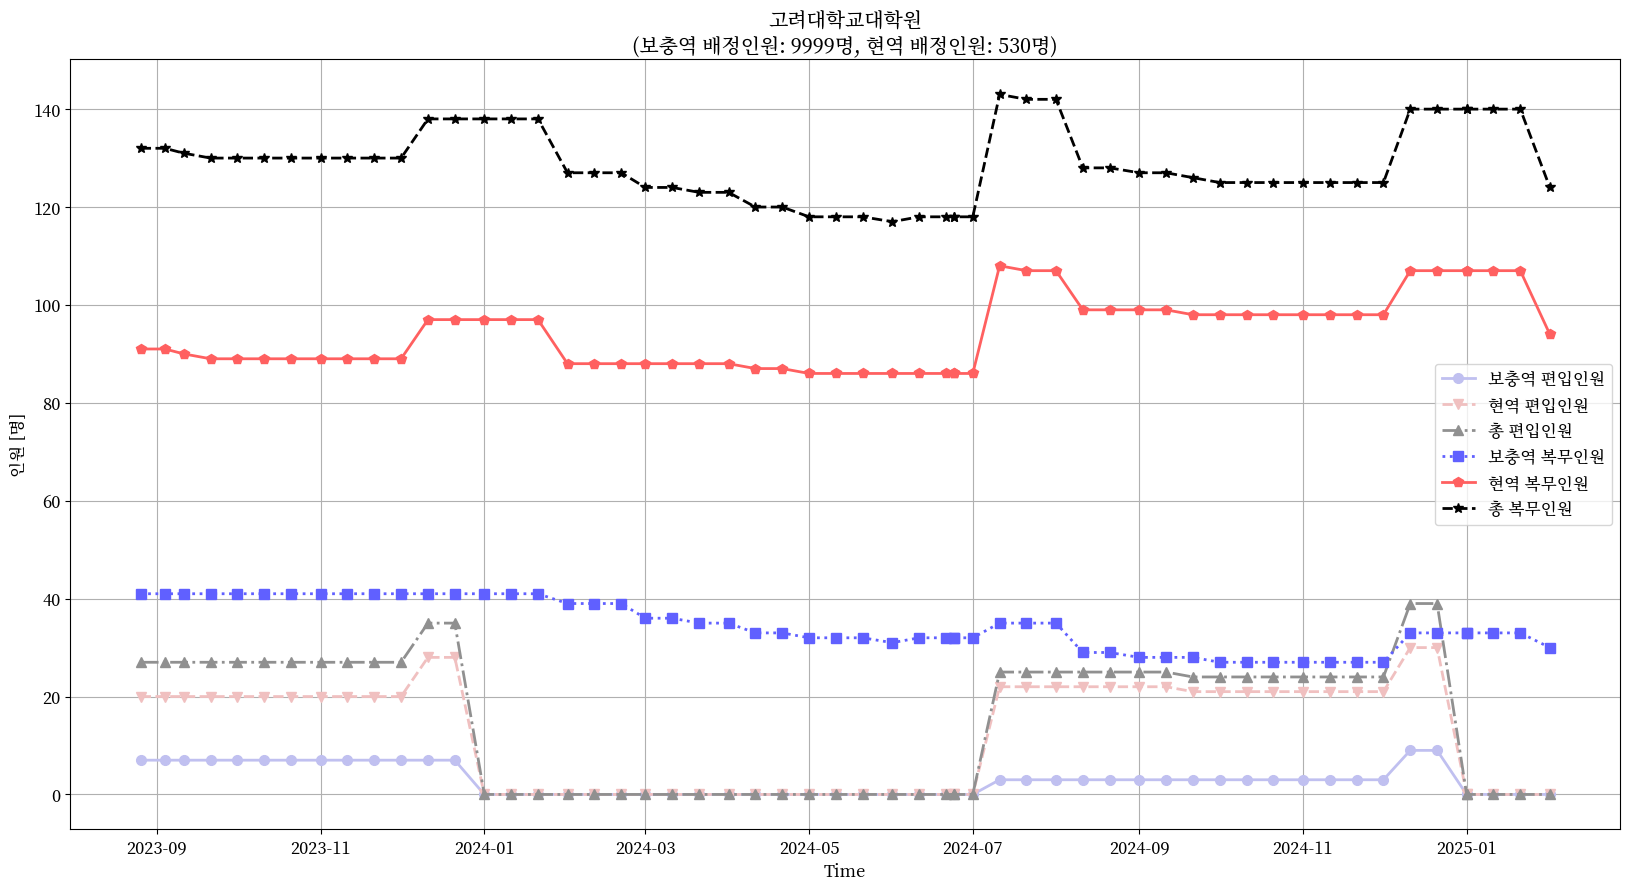 고려대학교대학원
(보충역 배정인원: 9999명, 현역 배정인원: 530명)
인원 [명]
140
120
100
80
60
40
20
0
보충역 편입인원
현역 편입인원
총 편입인원
보충역 복무인원
현역 복무인원
총 복무인원
2023-09
2023-11
2024-01
2024-03
2024-05
2024-07
2024-09
2024-11
2025-01
Time